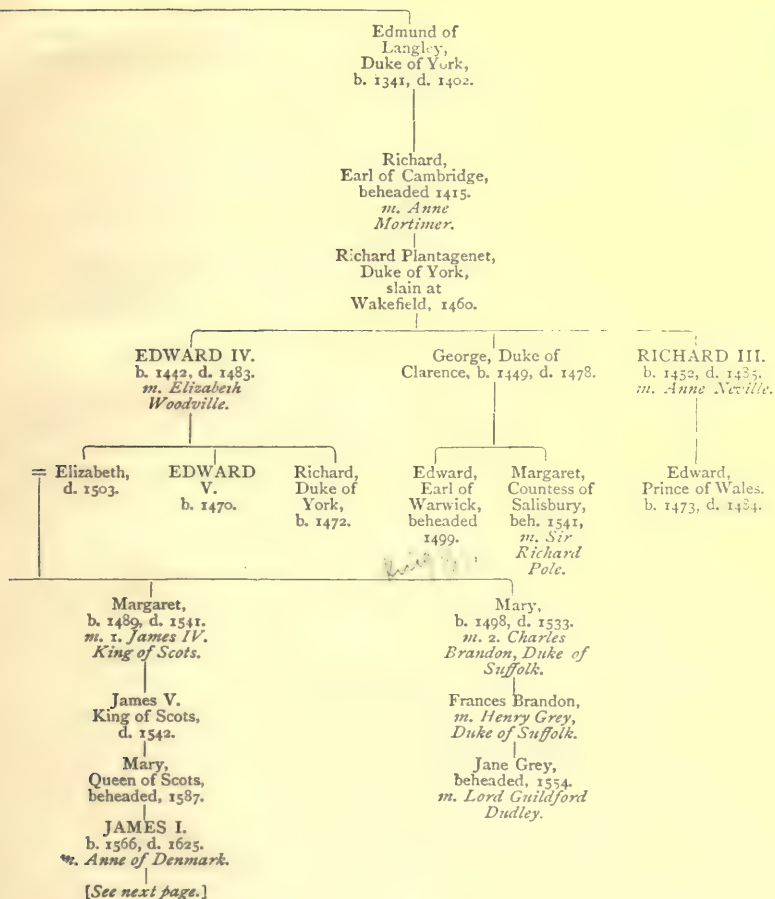 Edmund of
Langley,
Duke of York,
b. 1341, d. 1402.
Richard,
Earl of Cambridge,
beheaded 1415.
m. Anne
Mortimer.
Richard Plantagenet,
Duke of York,
slain at
Wakefield, 1460.
EDWARD IV.
b. 1442, d. 1483.
m. Elizabeth
Woodville.
George, Duke of
Clarence, b. 1449, d. 1478.
RICHARD III.
b. 1452, d. 1485.
m. Anne Neville.
= Elizabeth,
d. 1503.
EDWARD
V.
b. 1470.
Richard,
Duke of
York,
b. 1472.
Edward,
Earl of
Warwick,
beheaded
1499.
Margaret,
Countess of
Salisbury,
beh. 1541,
m. Sir
Richard
Pole.
Edward,
Prince of Wales.
b. 1473, d. 1484.
Margaret,
b. 1489, d. 1541.
m. 1. James IV.
King of Scots.
Mary,
b. 1498, d. 1533.
m. 2. Charles
Brandon, Duke of
Suffolk.
James V.
King of Scots,
d. 1542.
Frances Brandon,
m. Henry Grey,
Duke of Suffolk.
Mary,
Queen of Scots,
beheaded, 1587.
Jane Grey,
beheaded, 1554.
m. Lord Guildford
Dudley.
JAMES I.
b. 1566, d. 1625.
m. Anne of Denmark.
[See next page.]